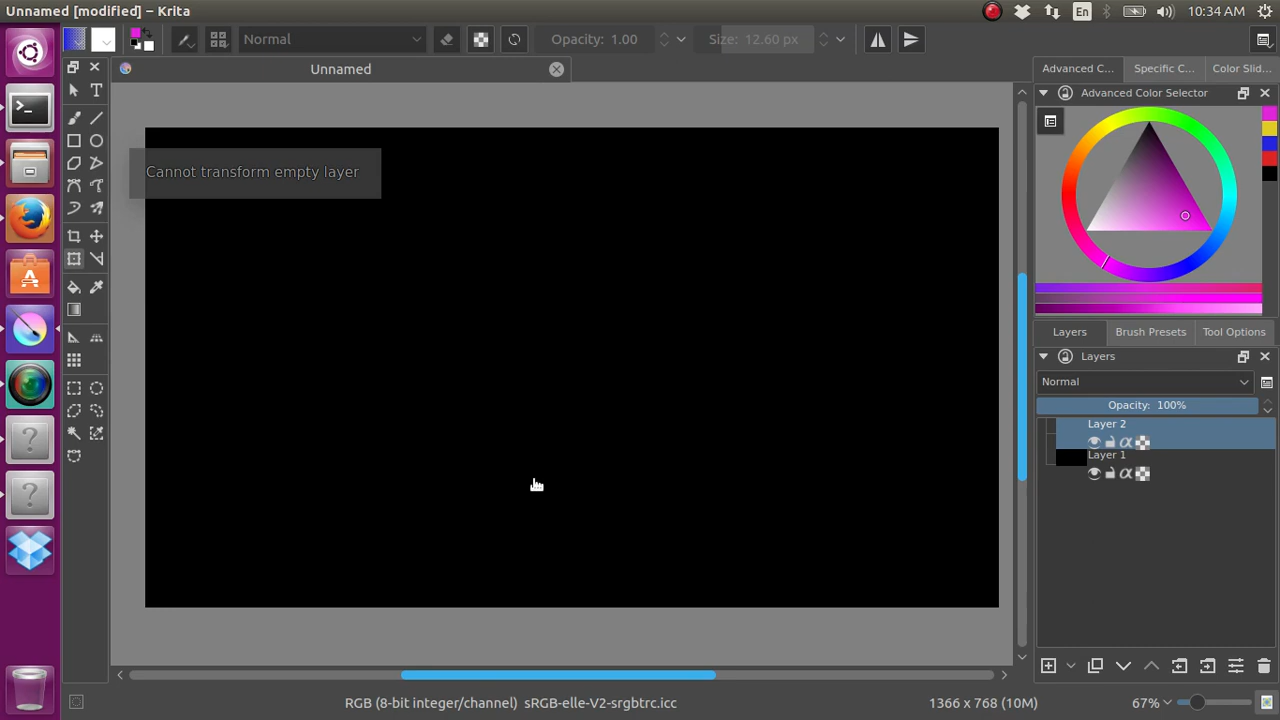 Unnamed [modified] – Krita
En
10:34 AM
Normal
Opacity: 1.00
Size: 12.60 px
Unnamed
Advanced C...
Specific C...
Color Slid...
Advanced Color Selector
Cannot transform empty layer
Layers
Brush Presets
Tool Options
Layers
Normal
Opacity: 100%
Layer 2
Layer 1
RGB (8-bit integer/channel) sRGB-elle-V2-srgbtrc.icc
1366 x 768 (10M)
67%